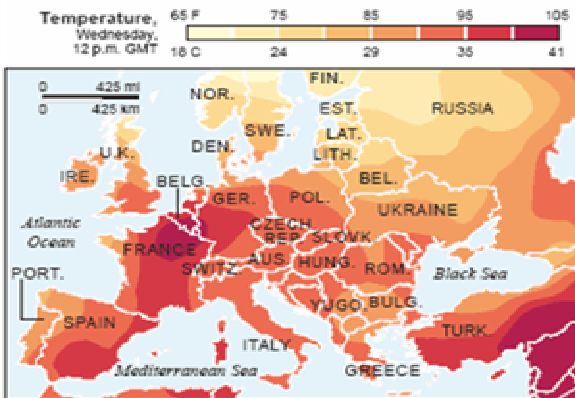 Temperature,
Wednesday,
12 p.m. GMT
65 F 75 85 95 105
18 C 24 29 35 41
0 425 mi
0 425 km
FIN.
NOR.
EST.
RUSSIA
SWE.
LAT.
DEN.
LITH.
U.K.
IRE.
BELG.
BEL.
GER.
POL.
UKRAINE
Atlantic
Ocean
CZECH
REP.
SLOVK.
FRANCE
SWITZ.
AUS.
HUNG.
ROM.
Black Sea
PORT.
SPAIN
YUGO.
BULG.
TURK.
ITALY
Mediterranean Sea
GREECE